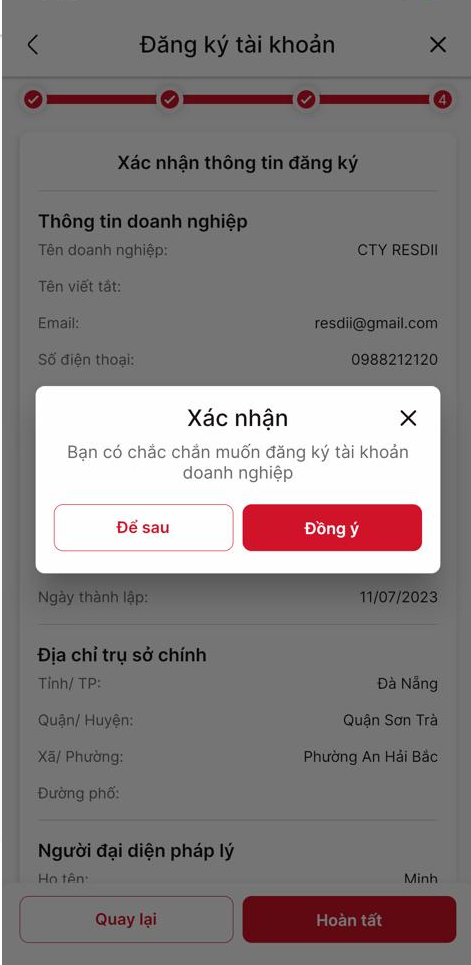 Đăng ký tài khoản
4
Xác nhận thông tin đăng ký
Thông tin doanh nghiệp
Tên doanh nghiệp: CTY RESDII
Tên viết tắt:
Email: resdii@gmail.com
Số điện thoại: 0988212120
Xác nhận
Bạn có chắc chắn muốn đăng ký tài khoản
doanh nghiệp
Để sau Đồng ý
Ngày thành lập: 11/07/2023
Địa chỉ trụ sở chính
Tỉnh/ TP: Đà Nẵng
Quận/ Huyện: Quận Sơn Trà
Xã/ Phường: Phường An Hải Bắc
Đường phố:
Người đại diện pháp lý
Họ tên: Minh
Quay lại Hoàn tất